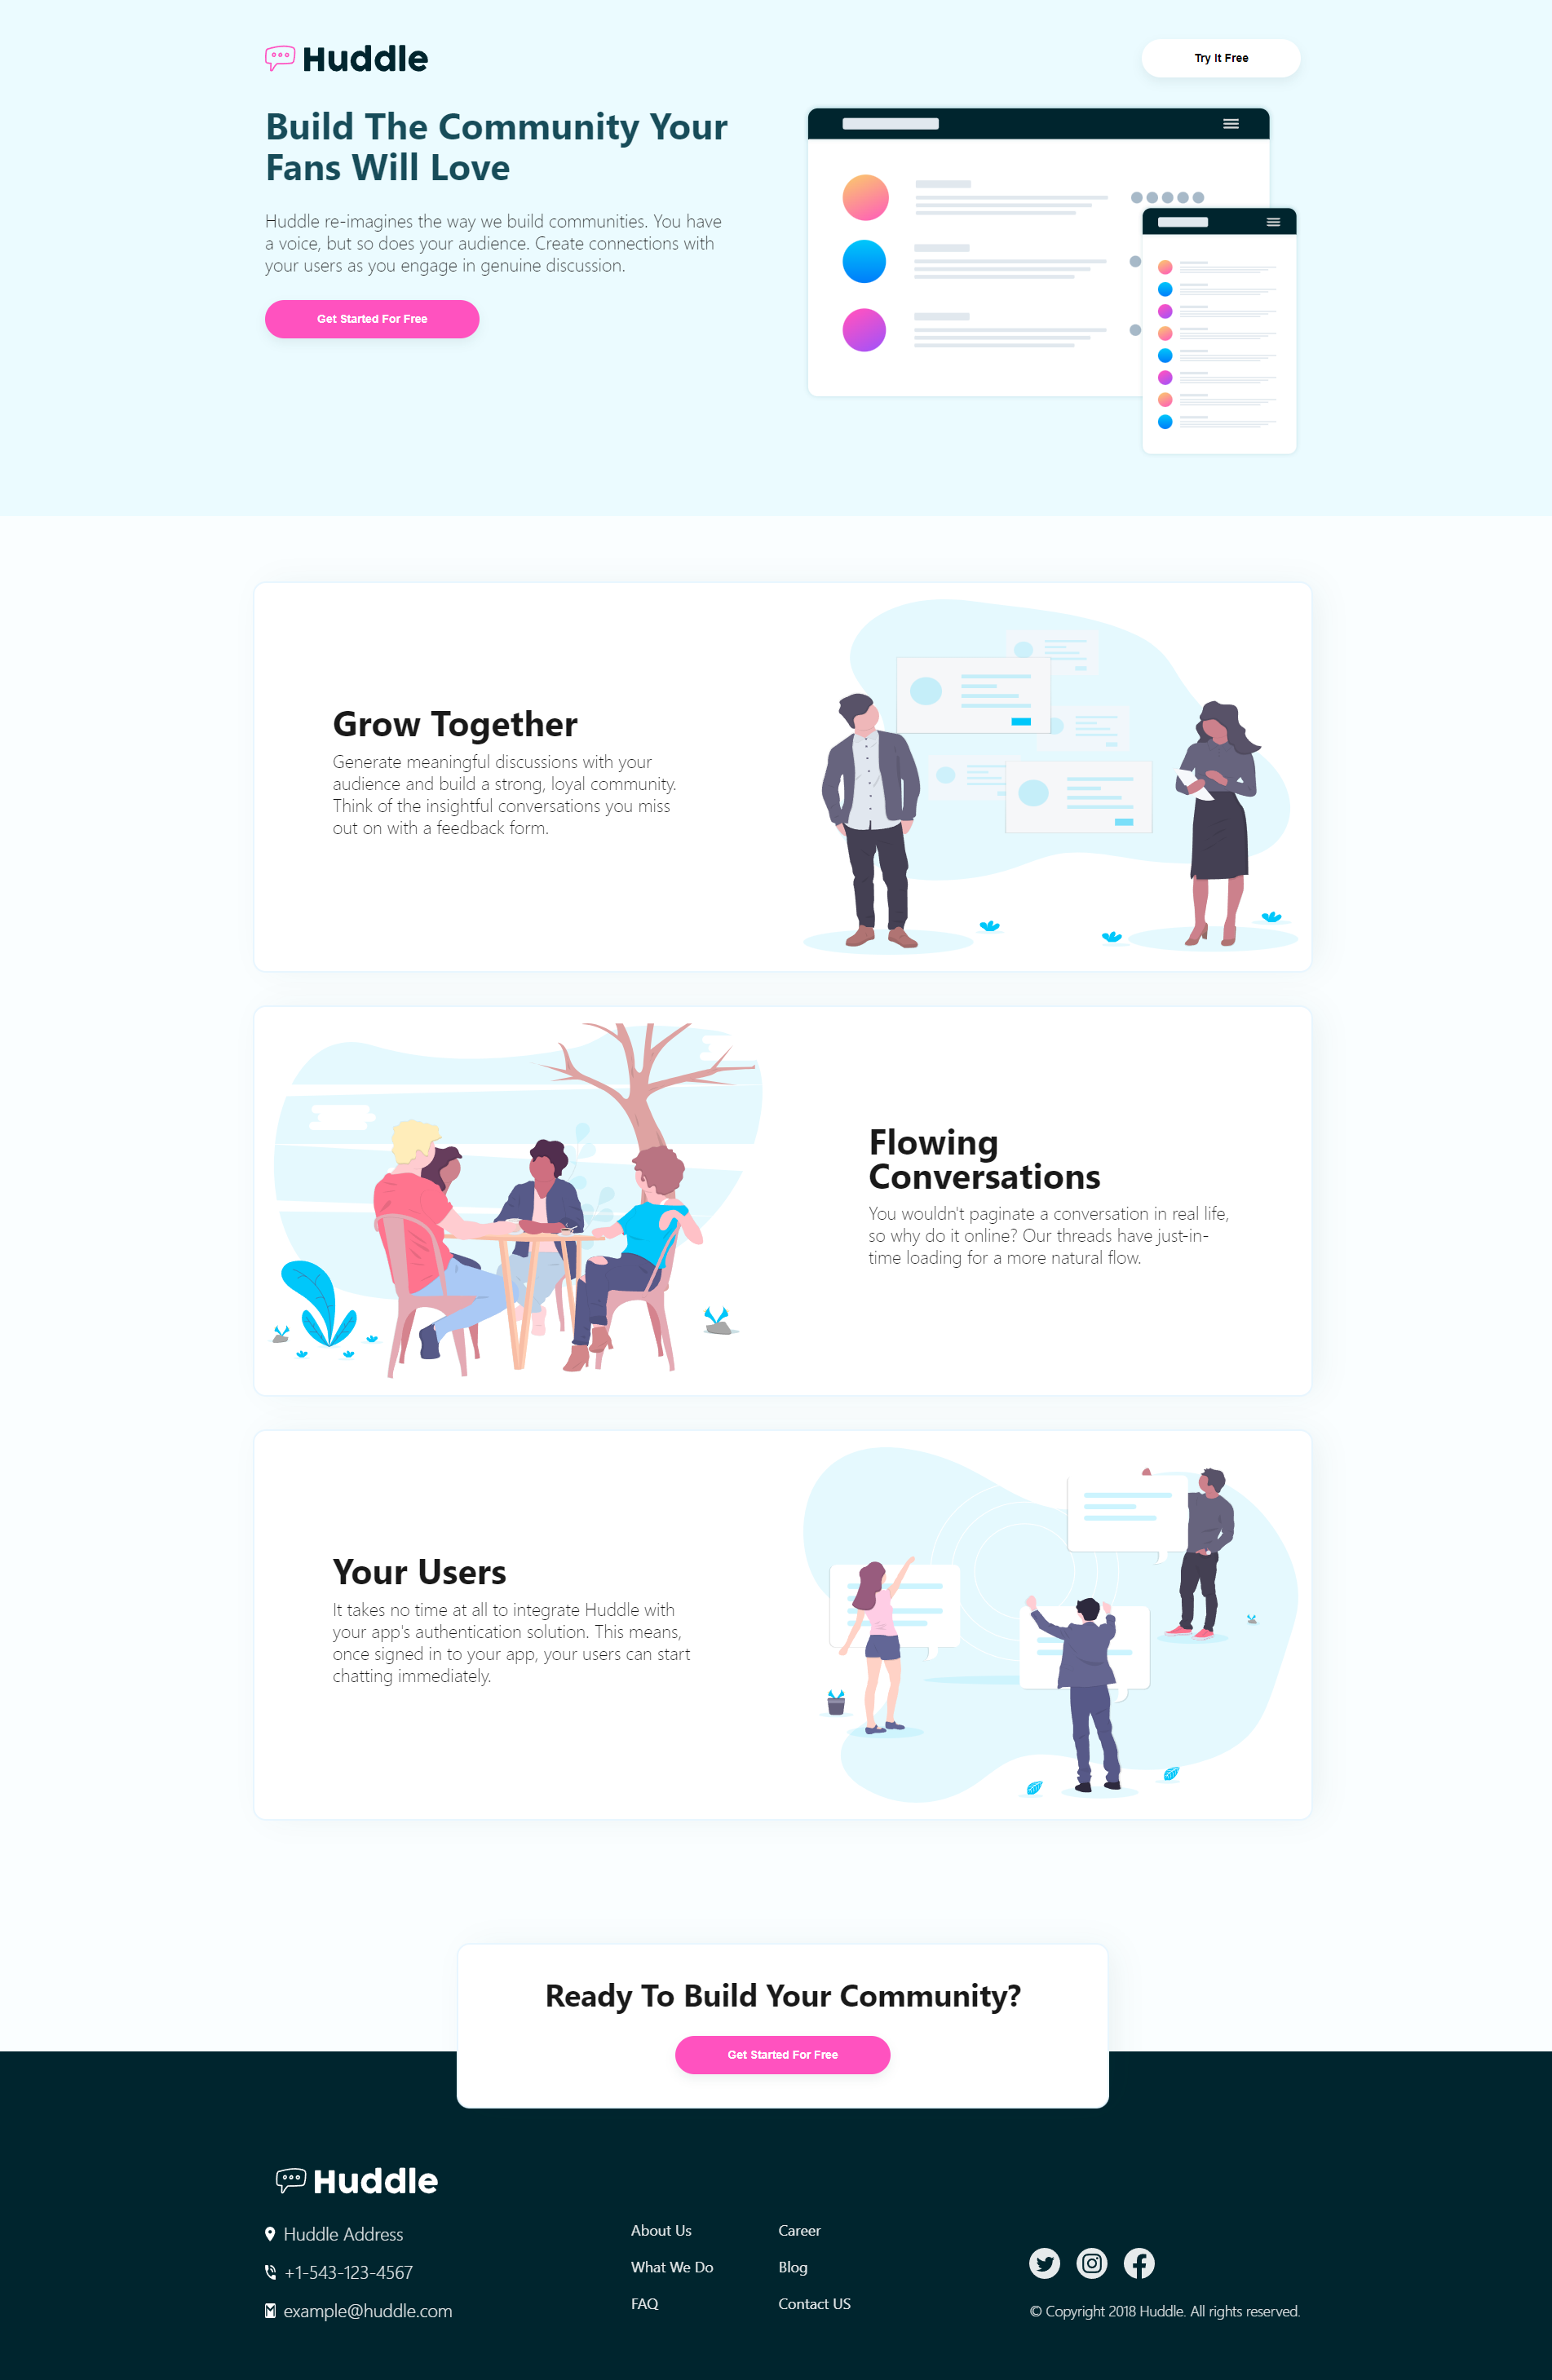 Huddle
Try It Free
Build The Community Your
Fans Will Love
Huddle re-imagines the way we build communities. You have
a voice, but so does your audience. Create connections with
your users as you engage in genuine discussion.
Get Started For Free
Grow Together
Generate meaningful discussions with your
audience and build a strong, loyal community.
Think of the insightful conversations you miss
out on with a feedback form.
Flowing
Conversations
You wouldn't paginate a conversation in real life,
so why do it online? Our threads have just-in-
time loading for a more natural flow.
Your Users
It takes no time at all to integrate Huddle with
your app's authentication solution. This means,
once signed in to your app, your users can start
chatting immediately.
Ready To Build Your Community?
Get Started For Free
Huddle
Huddle Address
+1-543-123-4567
example@huddle.com
About Us
What We Do
FAQ
Career
Blog
Contact US
© Copyright 2018 Huddle. All rights reserved.